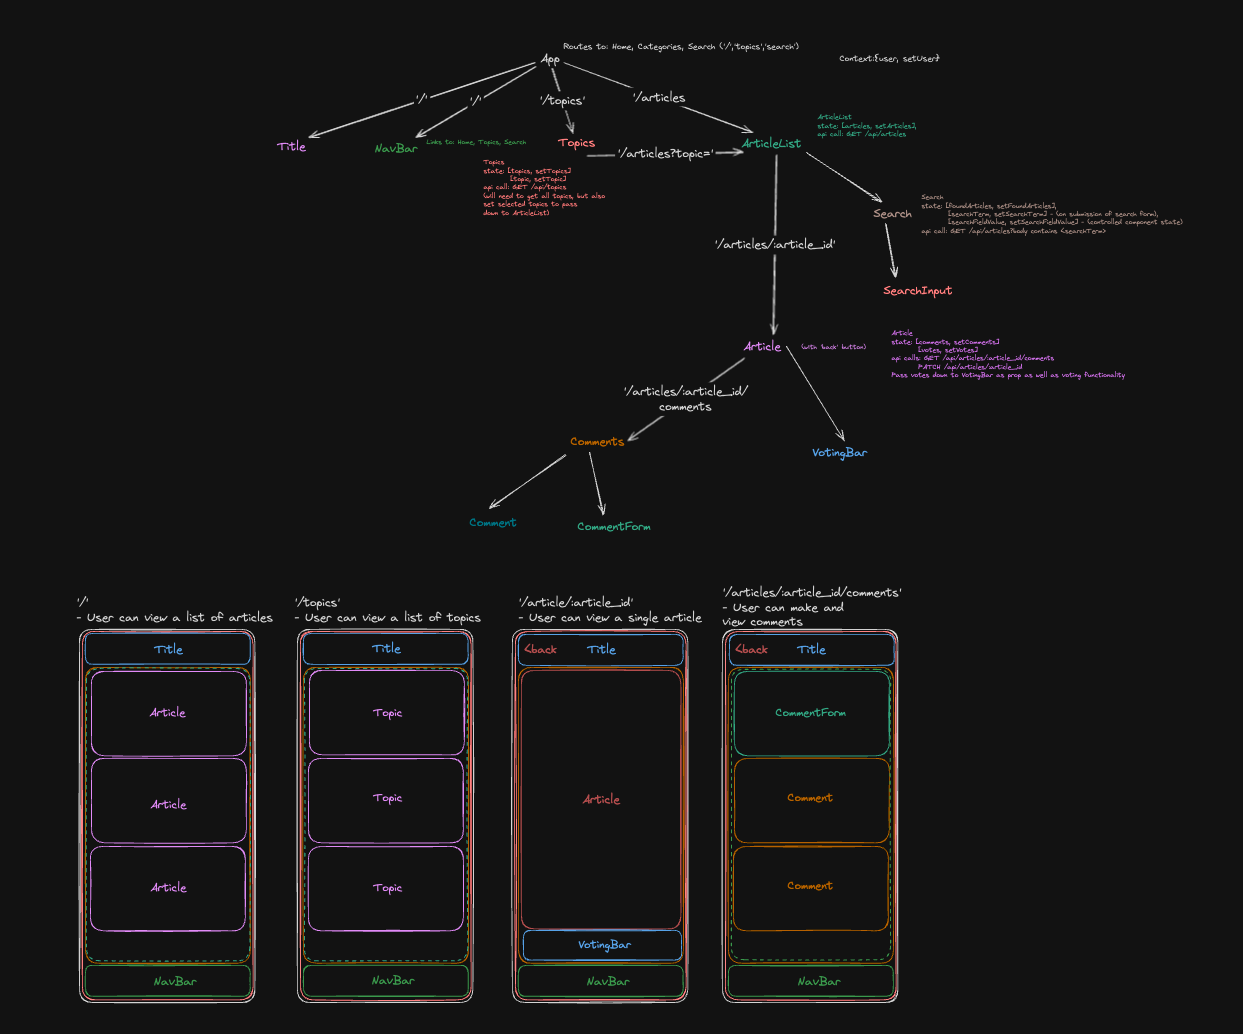 Routes to: Home, Categories, Search ('/','topics','search')
App
Context:{user, setUser}
'/'
'/'
'/topics'
'/articles
Title
NavBar
Links to: Home, Topics, Search
Topics
'/articles?topic='
ArticleList
ArticleList
state: [articles, setArticles],
api call: GET /api/articles
Topics
state: [topics, setTopics]
[topic, setTopic]
api call: GET /api/topics
(will need to get all topics, but also
set selected topics to pass
down to ArticleList)
Search
Search
state: [FoundArticles, setFoundArticles],
[searchTerm, setSearchTerm] - (on submission of search form),
[searchFieldValue, setSearchFieldValue] - (controlled component state)
api call: GET /api/articles?body contains <searchTerm>
'/articles/:article_id'
SearchInput
Article
(with 'back' button)
Article
state: [comments, setComments]
[votes, setVotes]
api calls: GET /api/articles/:article_id/comments
PATCH /api/articles/:article_id
Pass votes down to VotingBar as prop as well as voting functionality
'/articles/:article_id/
comments
Comments
VotingBar
Comment
CommentForm
'/'
- User can view a list of articles
Title
Article
Article
Article
NavBar
'/topics'
- User can view a list of topics
Title
Topic
Topic
Topic
NavBar
'/article/:article_id'
- User can view a single article
<back
Title
Article
VotingBar
NavBar
'/articles/:article_id/comments'
- User can make and
view comments
<back
Title
CommentForm
Comment
Comment
NavBar